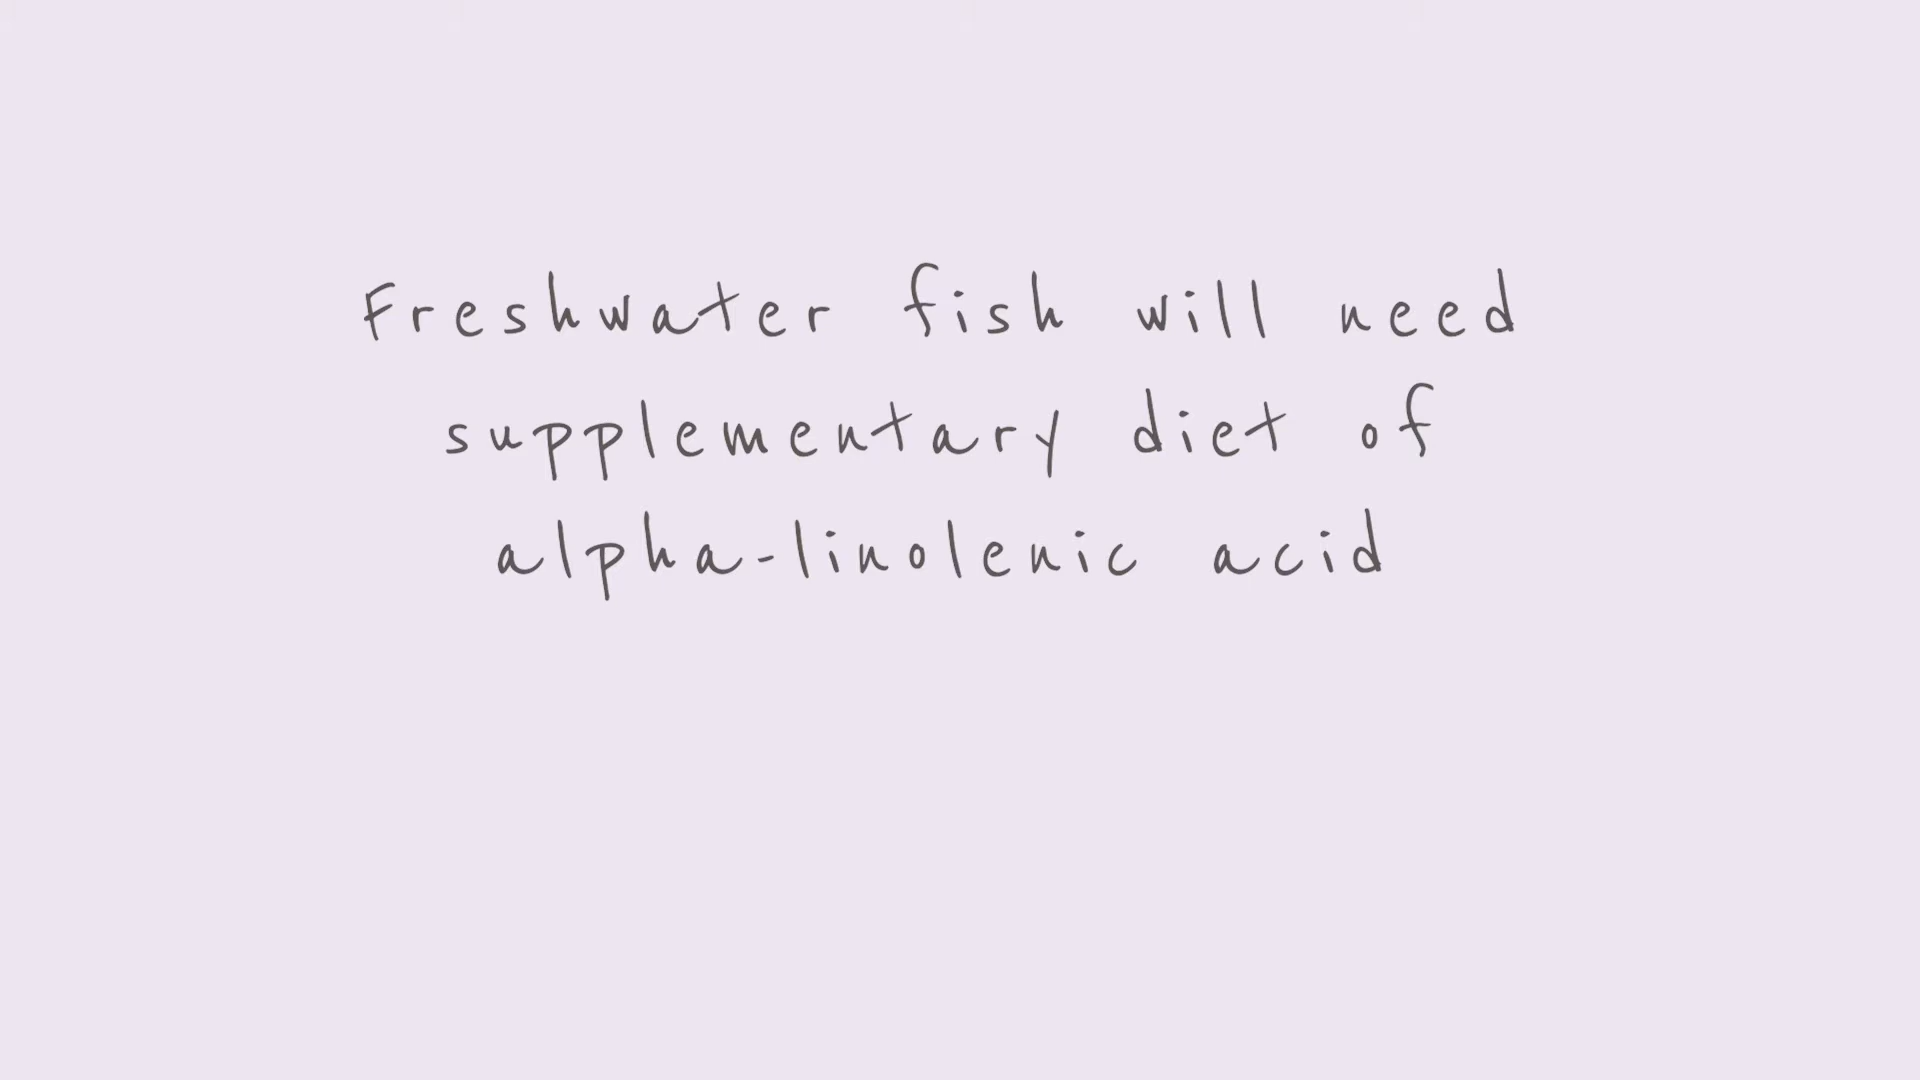 Freshwater fish will need
supplementary diet of
alpha-linolenic acid